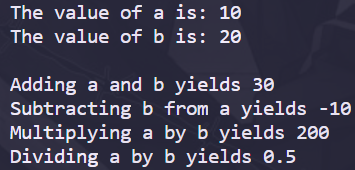 The value of a is: 10
The value of b is: 20
Adding a and b yields 30
Subtracting b from a yields -10
Multiplying a by b yields 200
Dividing a by b yields 0.5